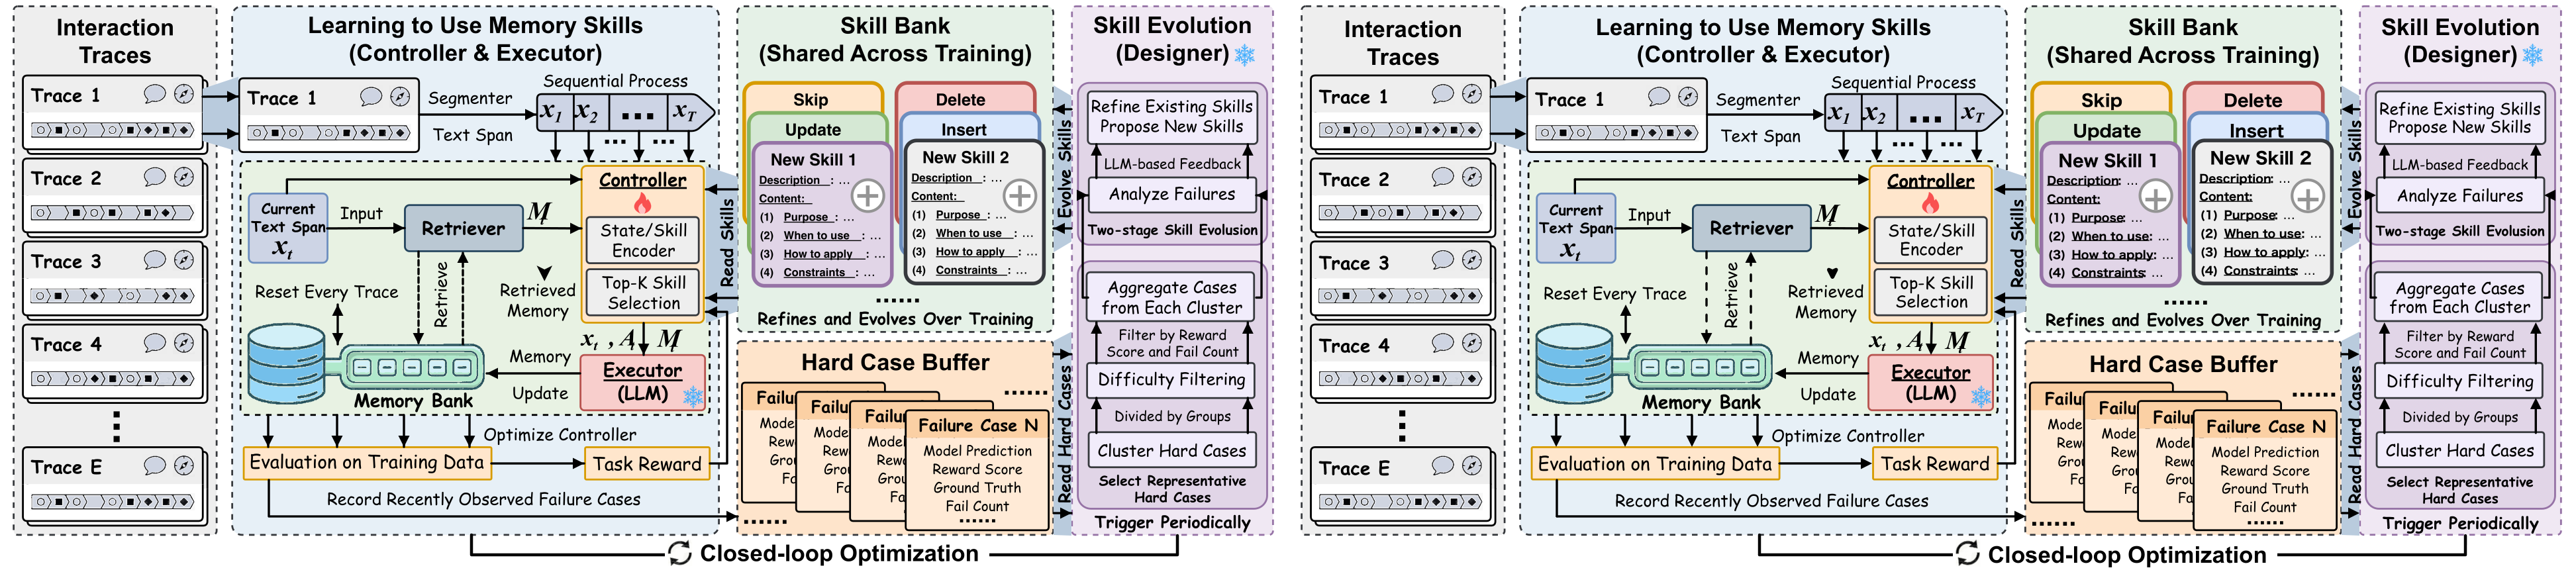 Interaction
Traces
Trace 1
Trace 2
Trace 3
Trace 4
Trace E
Learning to Use Memory Skills
(Controller & Executor)
Trace 1
Segmenter
Text Span
Sequential Process
x1 x2 ... xT
... ...
Current
Text Span
xt
Input
Retriever
Mt
Controller
State/Skill
Encoder
Top-K Skill
Selection
Reset Every Trace
Retrieve
Retrieved
Memory
xt , At Mt
Memory Bank
Memory
Update
Executor
(LLM)
Optimize Controller
Evaluation on Training Data
Task Reward
Record Recently Observed Failure Cases
Read Skills
Skill Bank
(Shared Across Training)
Skip
Update
New Skill 1
Description : ...
Content:
(1) Purpose : ...
(2) When to use : ...
(3) How to apply : ...
(4) Constraints : ...
Delete
Insert
New Skill 2
Description : ...
Content:
(1) Purpose : ...
(2) When to use : ...
(3) How to apply : ...
(4) Constraints : ...
......
Refines and Evolves Over Training
Hard Case Buffer
......
Failure Case N
Model Prediction
Reward Score
Ground Truth
Fail Count
......
......
Evolve Skills
Read Hard Cases
Skill Evolution
(Designer)
Refine Existing Skills
Propose New Skills
LLM-based Feedback
Analyze Failures
Two-stage Skill Evolusion
Aggregate Cases
from Each Cluster
Filter by Reward
Score and Fail Count
Difficulty Filtering
Divided by Groups
Cluster Hard Cases
Select Representative
Hard Cases
Trigger Periodically
Closed-loop Optimization
Interaction
Traces
Trace 1
Trace 2
Trace 3
Trace 4
Trace E
Learning to Use Memory Skills
(Controller & Executor)
Trace 1
Segmenter
Text Span
Sequential Process
x1 x2 ... xT
... ...
Current
Text Span
xt
Input
Retriever
Mt
Controller
State/Skill
Encoder
Top-K Skill
Selection
Reset Every Trace
Retrieve
Retrieved
Memory
xt , At Mt
Memory Bank
Memory
Update
Executor
(LLM)
Optimize Controller
Evaluation on Training Data
Task Reward
Record Recently Observed Failure Cases
Read Skills
Skill Bank
(Shared Across Training)
Skip
Update
New Skill 1
Description: ...
Content:
(1) Purpose: ...
(2) When to use: ...
(3) How to apply: ...
(4) Constraints: ...
Delete
Insert
New Skill 2
Description: ...
Content:
(1) Purpose: ...
(2) When to use: ...
(3) How to apply: ...
(4) Constraints: ...
......
Refines and Evolves Over Training
Hard Case Buffer
......
Failure Case N
Model Prediction
Reward Score
Ground Truth
Fail Count
......
......
Evolve Skills
Read Hard Cases
Skill Evolution
(Designer)
Refine Existing Skills
Propose New Skills
LLM-based Feedback
Analyze Failures
Two-stage Skill Evolusion
Aggregate Cases
from Each Cluster
Filter by Reward
Score and Fail Count
Difficulty Filtering
Divided by Groups
Cluster Hard Cases
Select Representative
Hard Cases
Trigger Periodically
Closed-loop Optimization